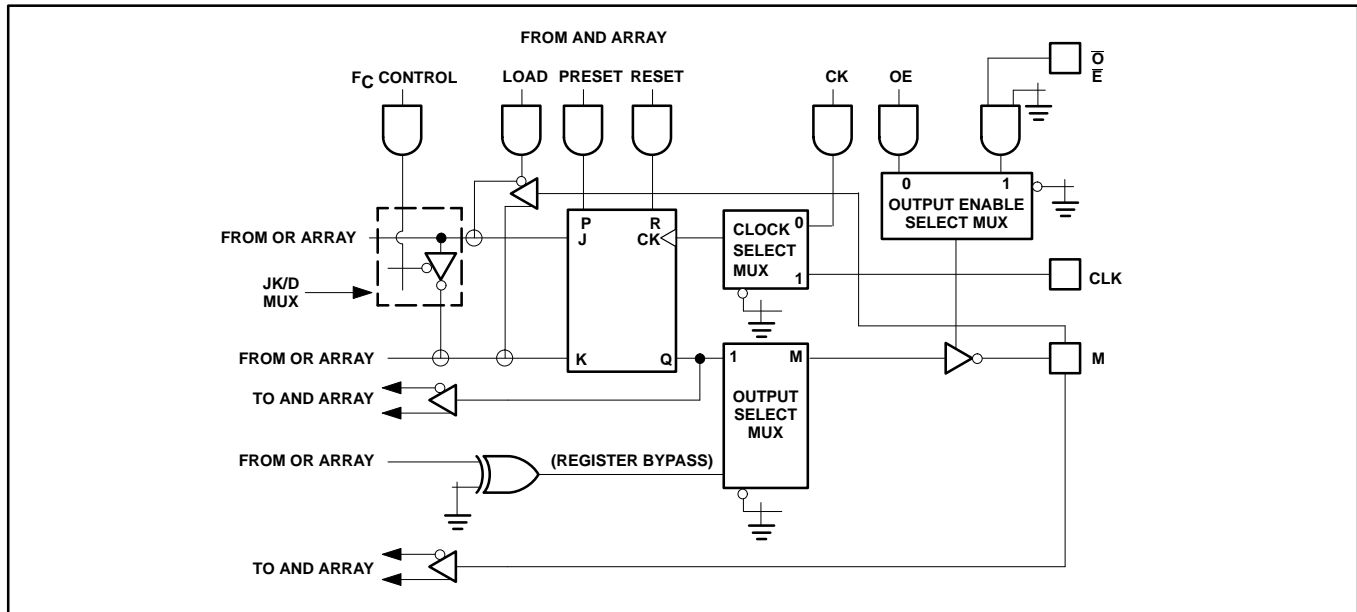 FROM AND ARRAY
FC CONTROL
LOAD
PRESET
RESET
CK
OE
O
E
0
1
OUTPUT ENABLE
SELECT MUX
P
R
J
CK
CLOCK
SELECT
MUX
0
1
CLK
FROM OR ARRAY
JK/D
MUX
FROM OR ARRAY
K
Q
1
M
OUTPUT
SELECT
MUX
M
TO AND ARRAY
FROM OR ARRAY
(REGISTER BYPASS)
TO AND ARRAY